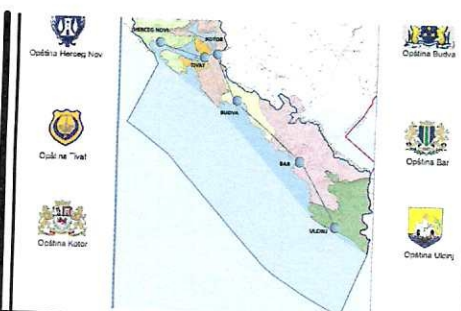 Opština Herceg Nov
Opština Tivat
Opština Kotor
HERCEG NOVI
KOTOR
TIVAT
BUDVA
BAR
ULCINJ
Opština Budva
Opština Bar
Opština Ulcinj